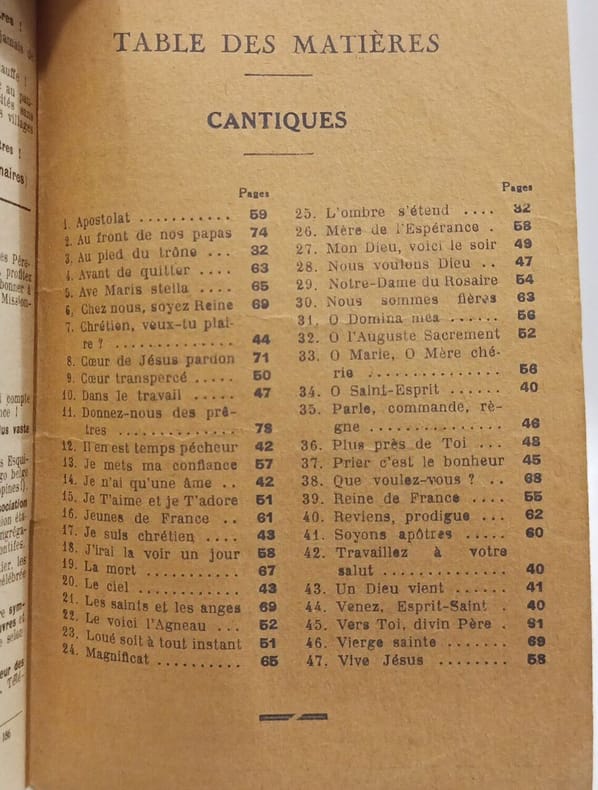 TABLE DES MATIÈRES
CANTIQUES
Pages
1. Apostolat ........... 59
2. Au front de nos papas 74
3. Au pied du trône ... 32
4. Avant de quitter .... 63
5. Ave Maris stella .... 65
6. Chez nous, soyez Reine 69
7. Chrétien, veux-tu plai-
re ? .............. 44
8. Cœur de Jésus pardon 71
9. Cœur transpercé ..... 50
10. Dans le travail ..... 47
11. Donnez-nous des prê-
tres .............. 78
12. Il en est temps pécheur 42
13. Je mets ma confiance 57
14. Je n'ai qu'une âme .. 42
15. Je T'aime et je T'adore 51
16. Jeunes de France .. 61
17. Je suis chrétien .... 43
18. J'irai la voir un jour 58
19. La mort ............ 67
20. Le ciel ............ 43
21. Les saints et les anges 69
22. Le voici l'Agneau ... 52
23. Loué soit à tout instant 51
24. Magnificat .......... 65
Pages
25. L'ombre s'étend .... 32
26. Mère de l'Espérance . 58
27. Mon Dieu, voici le soir 49
28. Nous voulons Dieu .. 47
29. Notre-Dame du Rosaire 54
30. Nous sommes fières 63
31. O Domina mea ...... 56
32. O l'Auguste Sacrement 52
33. O Marie, O Mère ché-
rie ............... 56
34. O Saint-Esprit ..... 40
35. Parle, commande, rè-
gne ............... 46
36. Plus près de Toi ... 48
37. Prier c'est le bonheur 45
38. Que voulez-vous ? .. 68
39. Reine de France .... 55
40. Reviens, prodigue ... 62
41. Soyons apôtres ..... 60
42. Travaillez à votre
salut .............. 40
43. Un Dieu vient ...... 41
44. Venez, Esprit-Saint . 40
45. Vers Toi, divin Père . 91
46. Vierge sainte ....... 69
47. Vive Jésus ........ 58
186